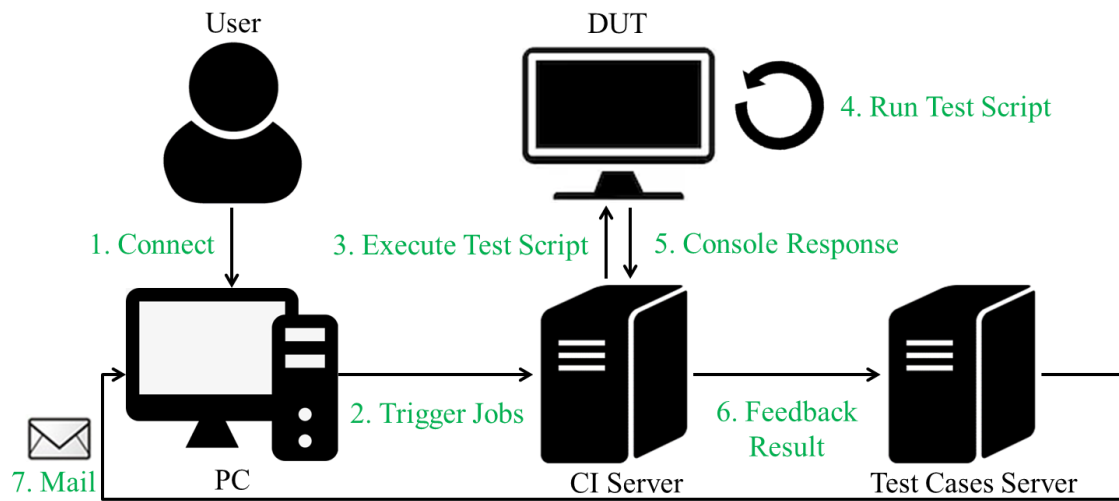 User
DUT
4. Run Test Script
1. Connect
3. Execute Test Script
5. Console Response
2. Trigger Jobs
6. Feedback
Result
7. Mail
PC
CI Server
Test Cases Server